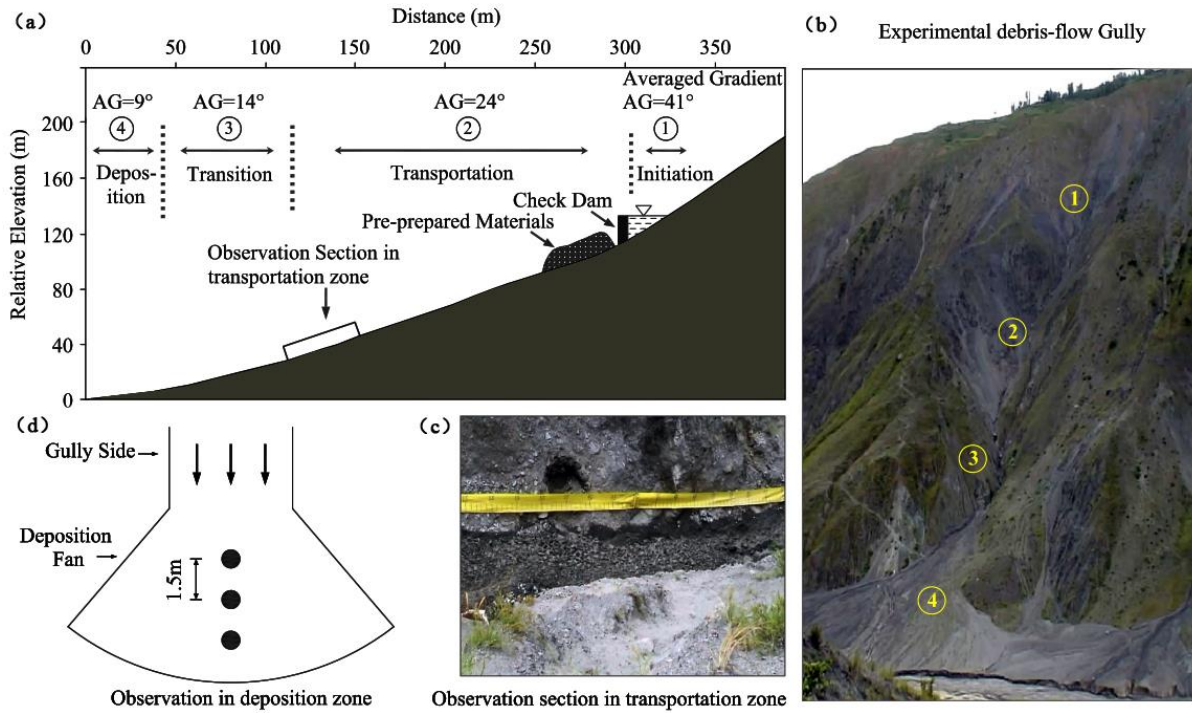 (a)
Distance (m)
0 50 100 150 200 250 300 350
Relative Elevation (m)
200
160
120
80
40
0
Averaged Gradient
AG=9° AG=14° AG=24° AG=41°
④ ③ ② ①
Depos-
ition
Transition
Transportation
Initiation
Check Dam
Pre-prepared Materials
Observation Section in
transportation zone
(b)
Experimental debris-flow Gully
1
2
3
4
(d)
Gully Side
Deposition
Fan
1.5m
Observation in deposition zone
(c)
Observation section in transportation zone